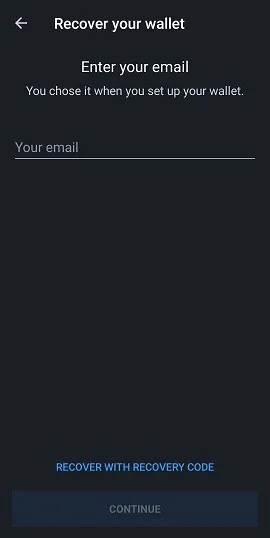 Recover your wallet
Enter your email
You chose it when you set up your wallet.
Your email
RECOVER WITH RECOVERY CODE
CONTINUE